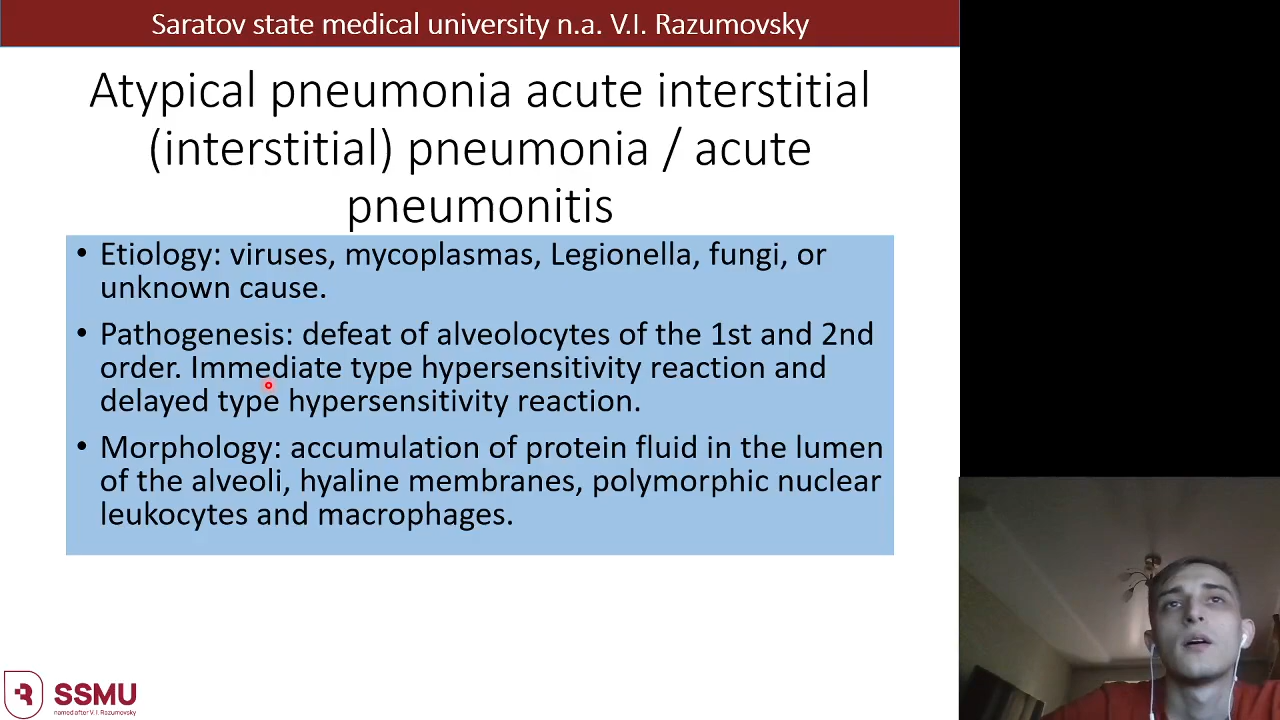 Saratov state medical university n.a. V.I. Razumovsky
Atypical pneumonia acute interstitial
(interstitial) pneumonia / acute
pneumonitis
• Etiology: viruses, mycoplasmas, Legionella, fungi, or
unknown cause.
• Pathogenesis: defeat of alveolocytes of the 1st and 2nd
order. Immediate type hypersensitivity reaction and
delayed type hypersensitivity reaction.
• Morphology: accumulation of protein fluid in the lumen
of the alveoli, hyaline membranes, polymorphic nuclear
leukocytes and macrophages.
SSMU
named after V. I. Razumovsky